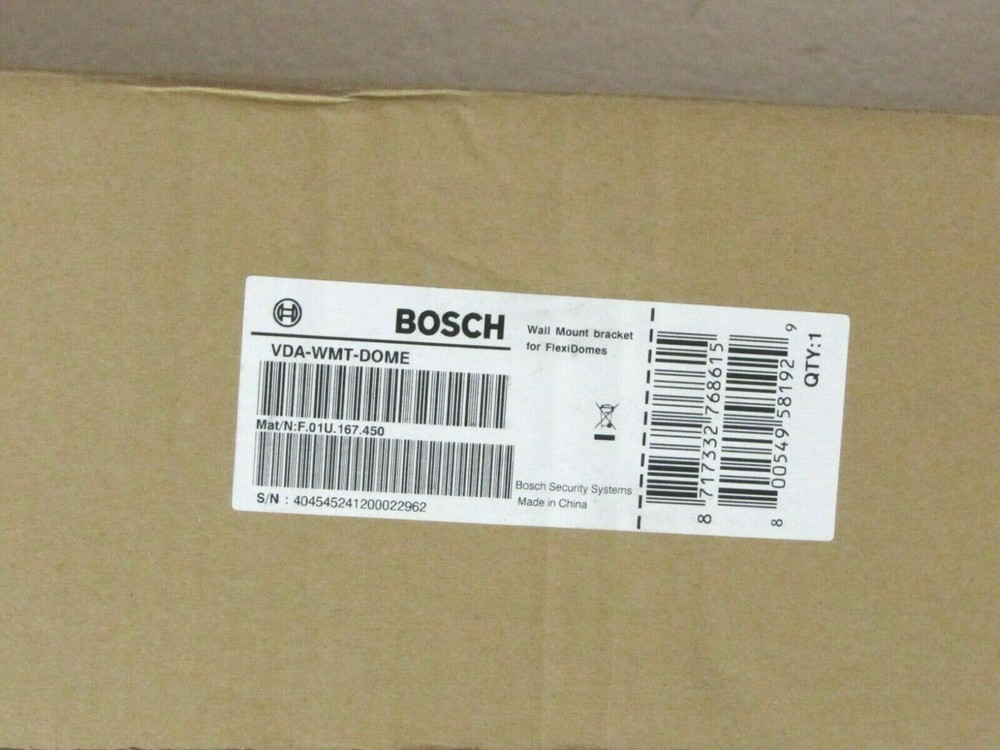 BOSCH
VDA-WMT-DOME
Mat/N:F.01U.167.450
S/N : 404545241200022962
Wall Mount bracket
for FlexiDomes
Bosch Security Systems
Made in China
8 717332 768615
8 00549 58192 9
QTY:1